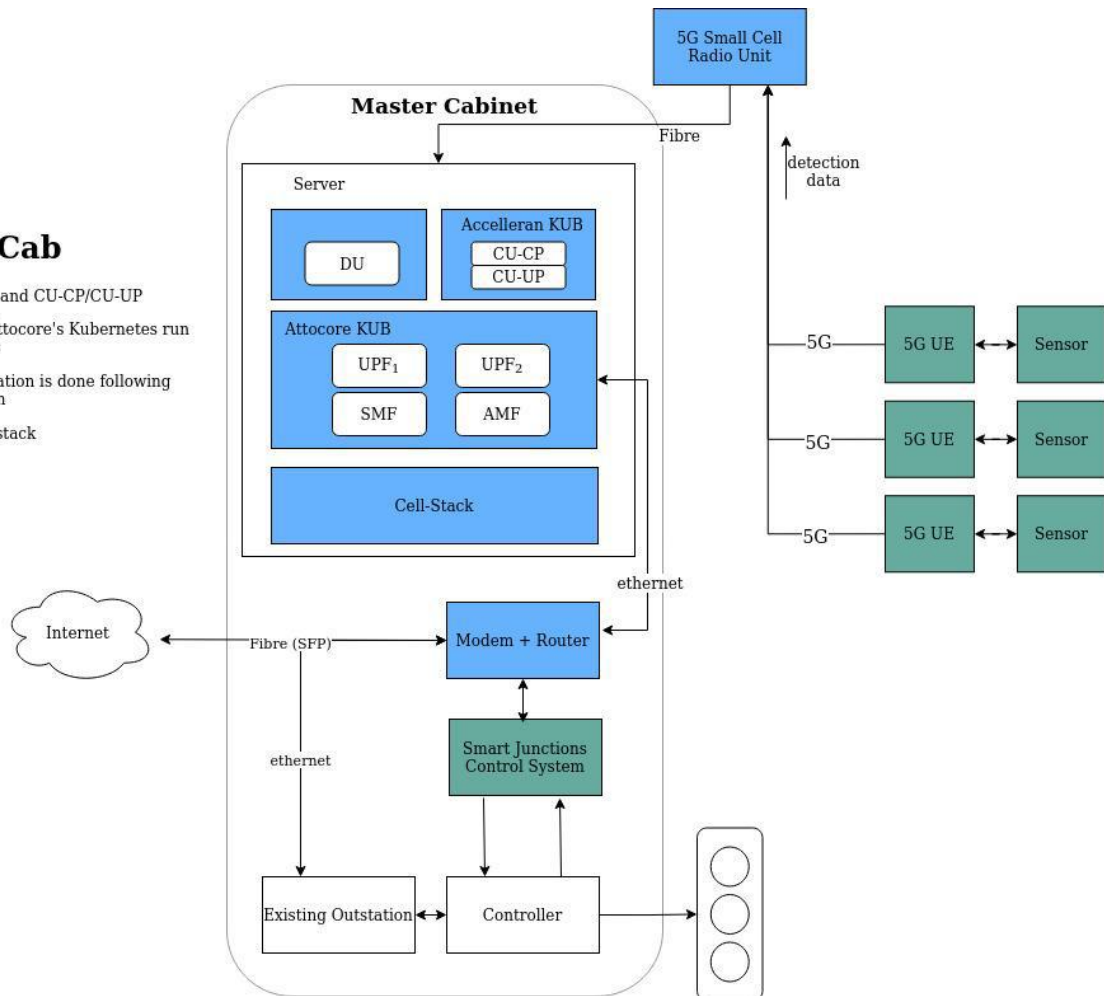 5G Small Cell
Radio Unit
Master Cabinet
Fibre
detection
data
Server
Accelleran KUB
DU
CU-CP
CU-UP
Cab
and CU-CP/CU-UP
ttocore's Kubernetes run
ation is done following
n
stack
Attocore KUB
UPF₁
UPF₂
SMF
AMF
Cell-Stack
5G
5G UE
Sensor
5G
5G UE
Sensor
5G
5G UE
Sensor
ethernet
Internet
Fibre (SFP)
Modem + Router
ethernet
Smart Junctions
Control System
Existing Outstation
Controller